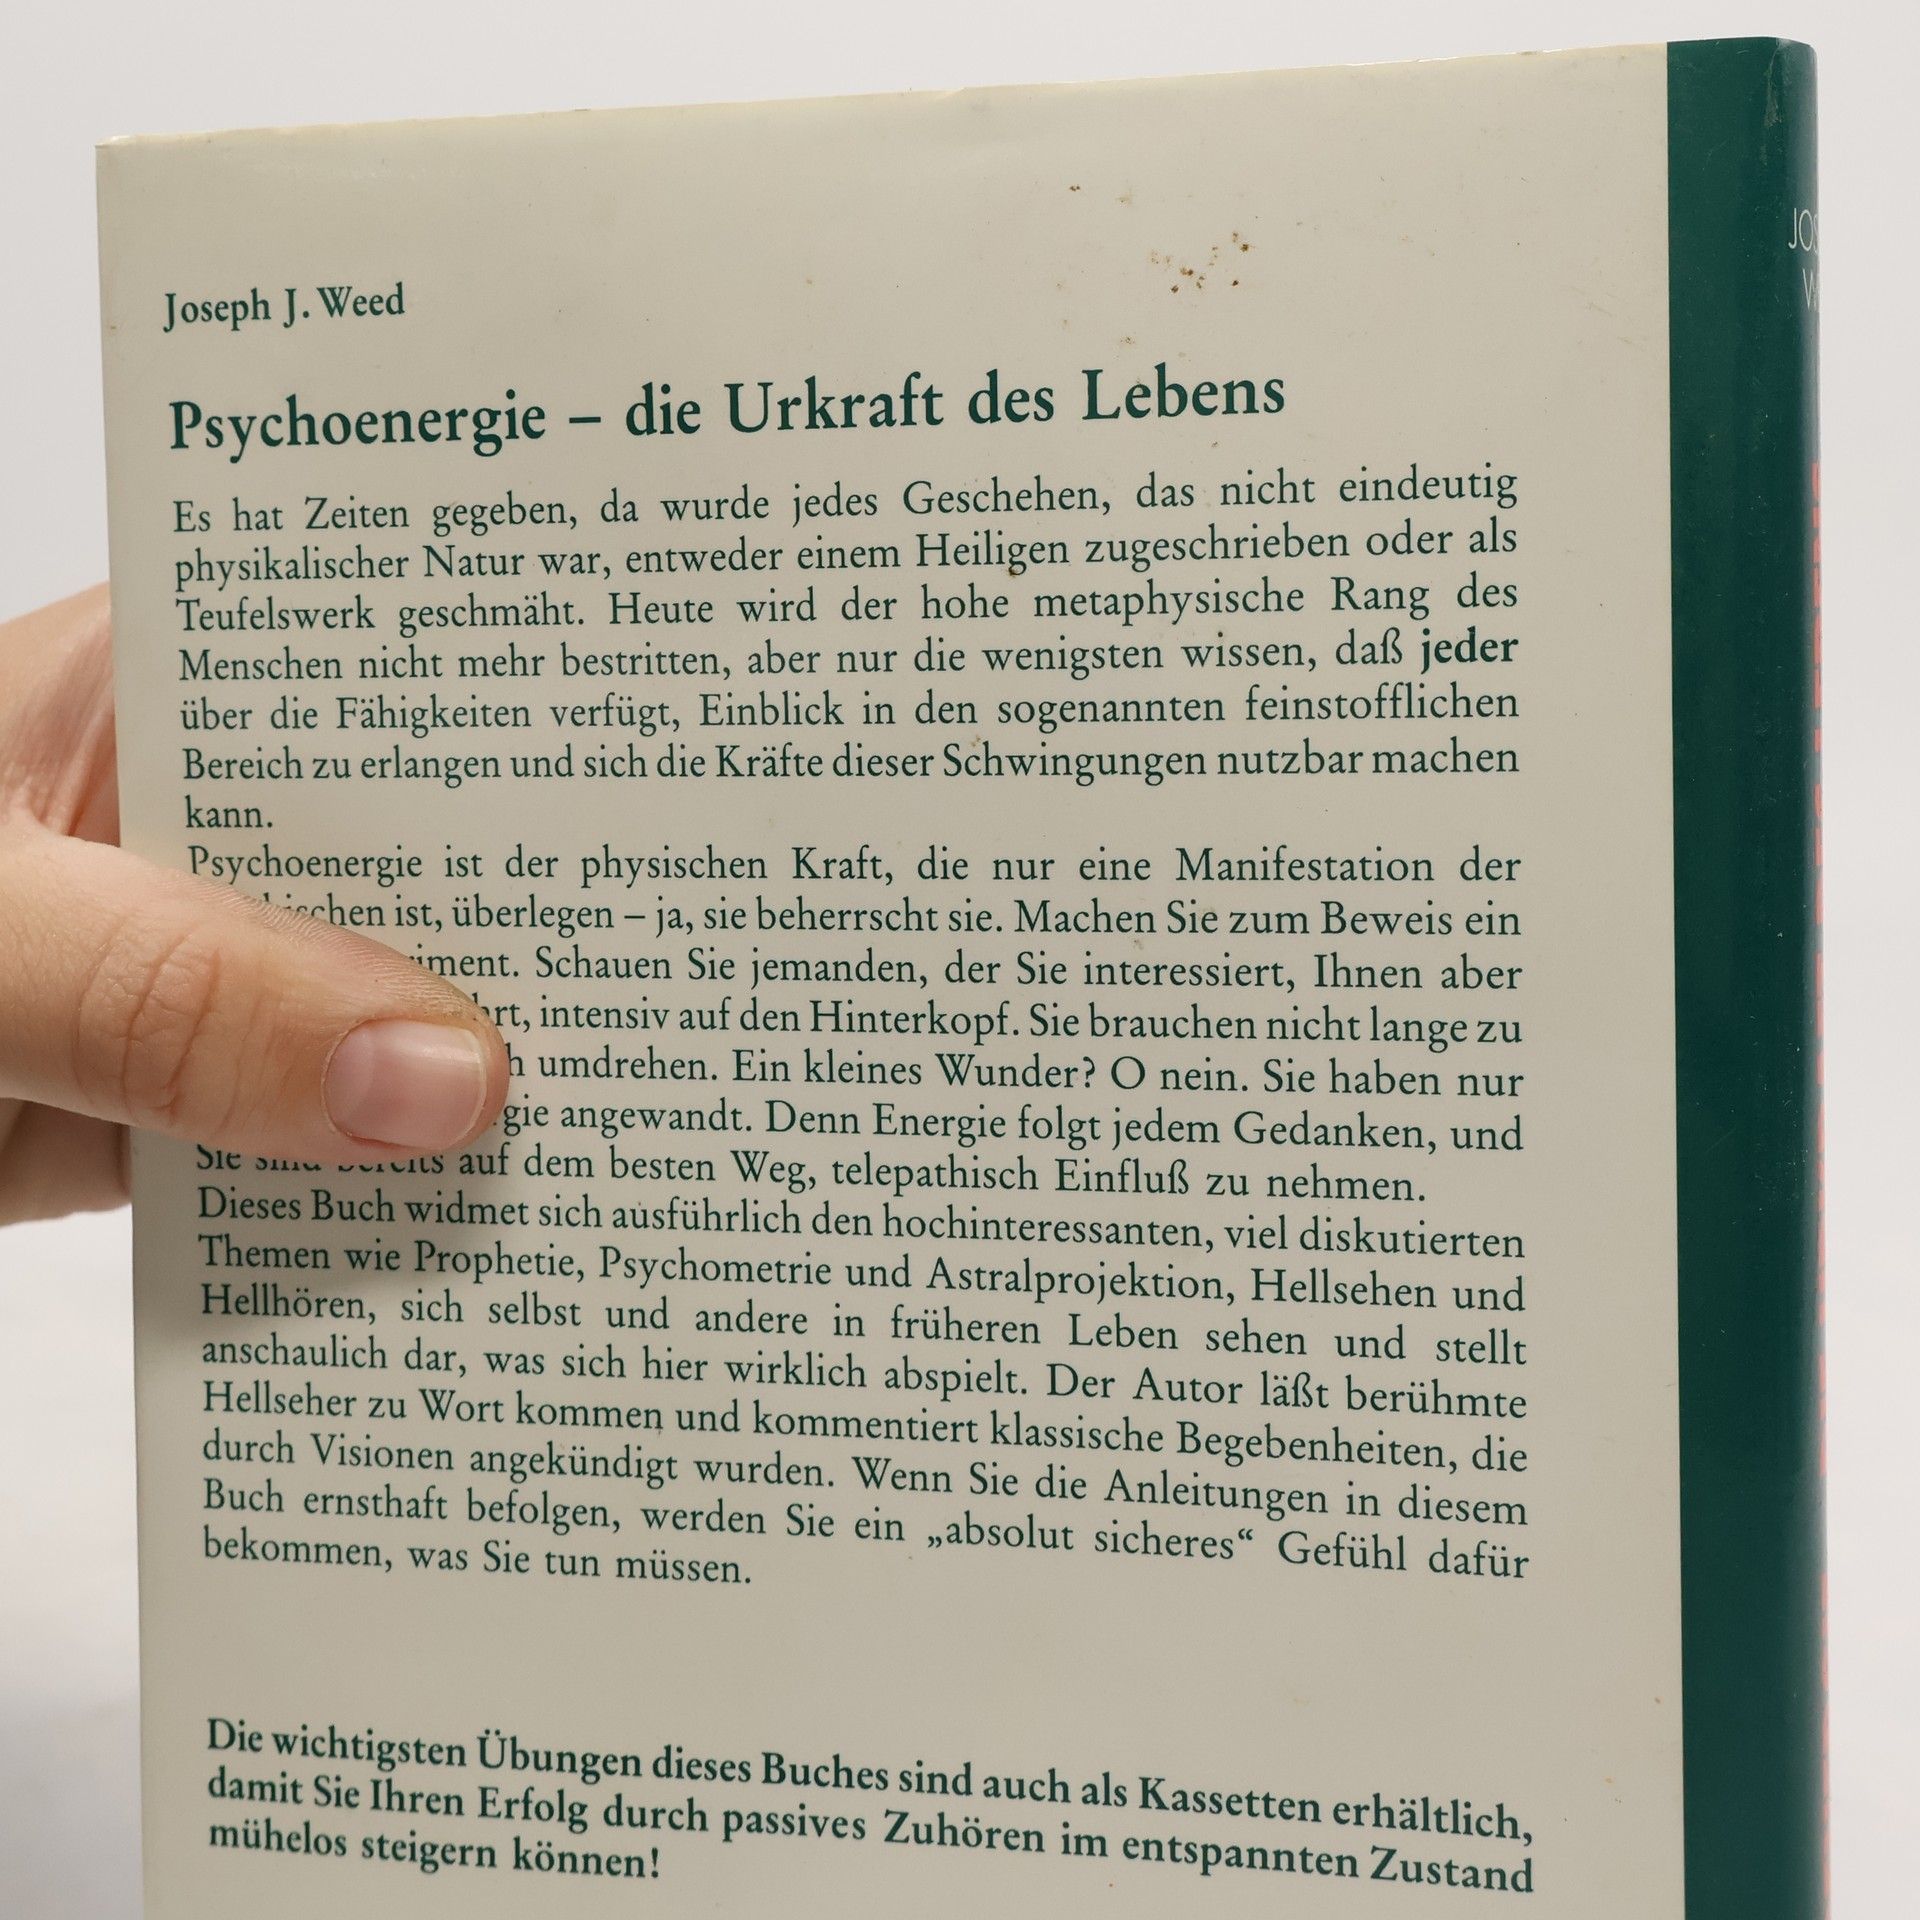 Joseph J. Weed
Psychoenergie – die Urkraft des Lebens
Es hat Zeiten gegeben, da wurde jedes Geschehen, das nicht eindeutig
physikalischer Natur war, entweder einem Heiligen zugeschrieben oder als
Teufelswerk geschmäht. Heute wird der hohe metaphysische Rang des
Menschen nicht mehr bestritten, aber nur die wenigsten wissen, daß jeder
über die Fähigkeiten verfügt, Einblick in den sogenannten feinstofflichen
Bereich zu erlangen und sich die Kräfte dieser Schwingungen nutzbar machen
kann.
Psychoenergie ist der physischen Kraft, die nur eine Manifestation der
ist, überlegen – ja, sie beherrscht sie. Machen Sie zum Beweis ein
Schauen Sie jemanden, der Sie interessiert, Ihnen aber
intensiv auf den Hinterkopf. Sie brauchen nicht lange zu
umdrehen. Ein kleines Wunder? O nein. Sie haben nur
angewandt. Denn Energie folgt jedem Gedanken, und
Sie sind bereits auf dem besten Weg, telepathisch Einfluß zu nehmen.
Dieses Buch widmet sich ausführlich den hochinteressanten, viel diskutierten
Themen wie Prophetie, Psychometrie und Astralprojektion, Hellsehen und
Hellhören, sich selbst und andere in früheren Leben sehen und stellt
anschaulich dar, was sich hier wirklich abspielt. Der Autor läßt berühmte
Hellseher zu Wort kommen und kommentiert klassische Begebenheiten, die
durch Visionen angekündigt wurden. Wenn Sie die Anleitungen in diesem
Buch ernsthaft befolgen, werden Sie ein „absolut sicheres“ Gefühl dafür
bekommen, was Sie tun müssen.
Die wichtigsten Übungen dieses Buches sind auch als Kassetten erhältlich,
damit Sie Ihren Erfolg durch passives Zuhören im entspannten Zustand
mühelos steigern können!